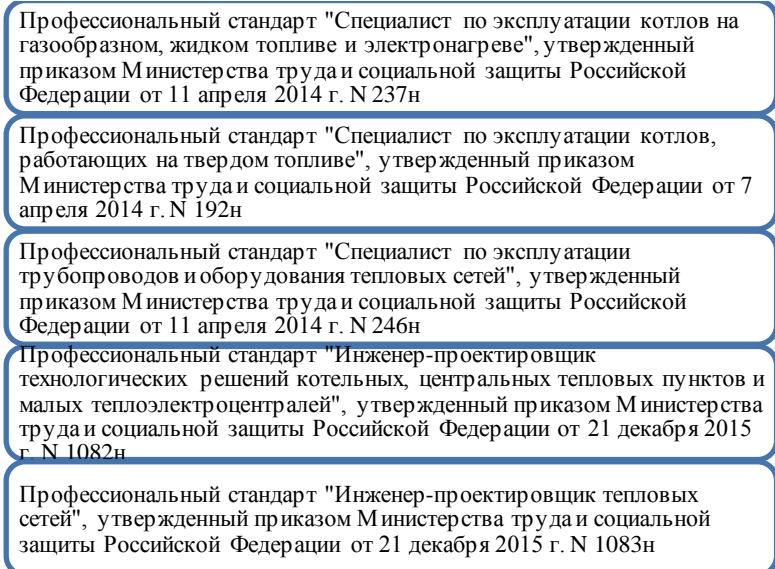 Профессиональный стандарт "Специалист по эксплуатации котлов на
газообразном, жидком топливе и электронагреве", утвержденный
приказом Министерства труда и социальной защиты Российской
Федерации от 11 апреля 2014 г. N 237н
Профессиональный стандарт "Специалист по эксплуатации котлов,
работающих на твердом топливе", утвержденный приказом
Министерства труда и социальной защиты Российской Федерации от 7
апреля 2014 г. N 192н
Профессиональный стандарт "Специалист по эксплуатации
трубопроводов и оборудования тепловых сетей", утвержденный
приказом Министерства труда и социальной защиты Российской
Федерации от 11 апреля 2014 г. N 246н
Профессиональный стандарт "Инженер-проектировщик
технологических решений котельных, центральных тепловых пунктов и
малых теплоэлектроцентралей", утвержденный приказом Министерства
труда и социальной защиты Российской Федерации от 21 декабря 2015
г. N 1082н
Профессиональный стандарт "Инженер-проектировщик тепловых
сетей", утвержденный приказом Министерства труда и социальной
защиты Российской Федерации от 21 декабря 2015 г. N 1083н